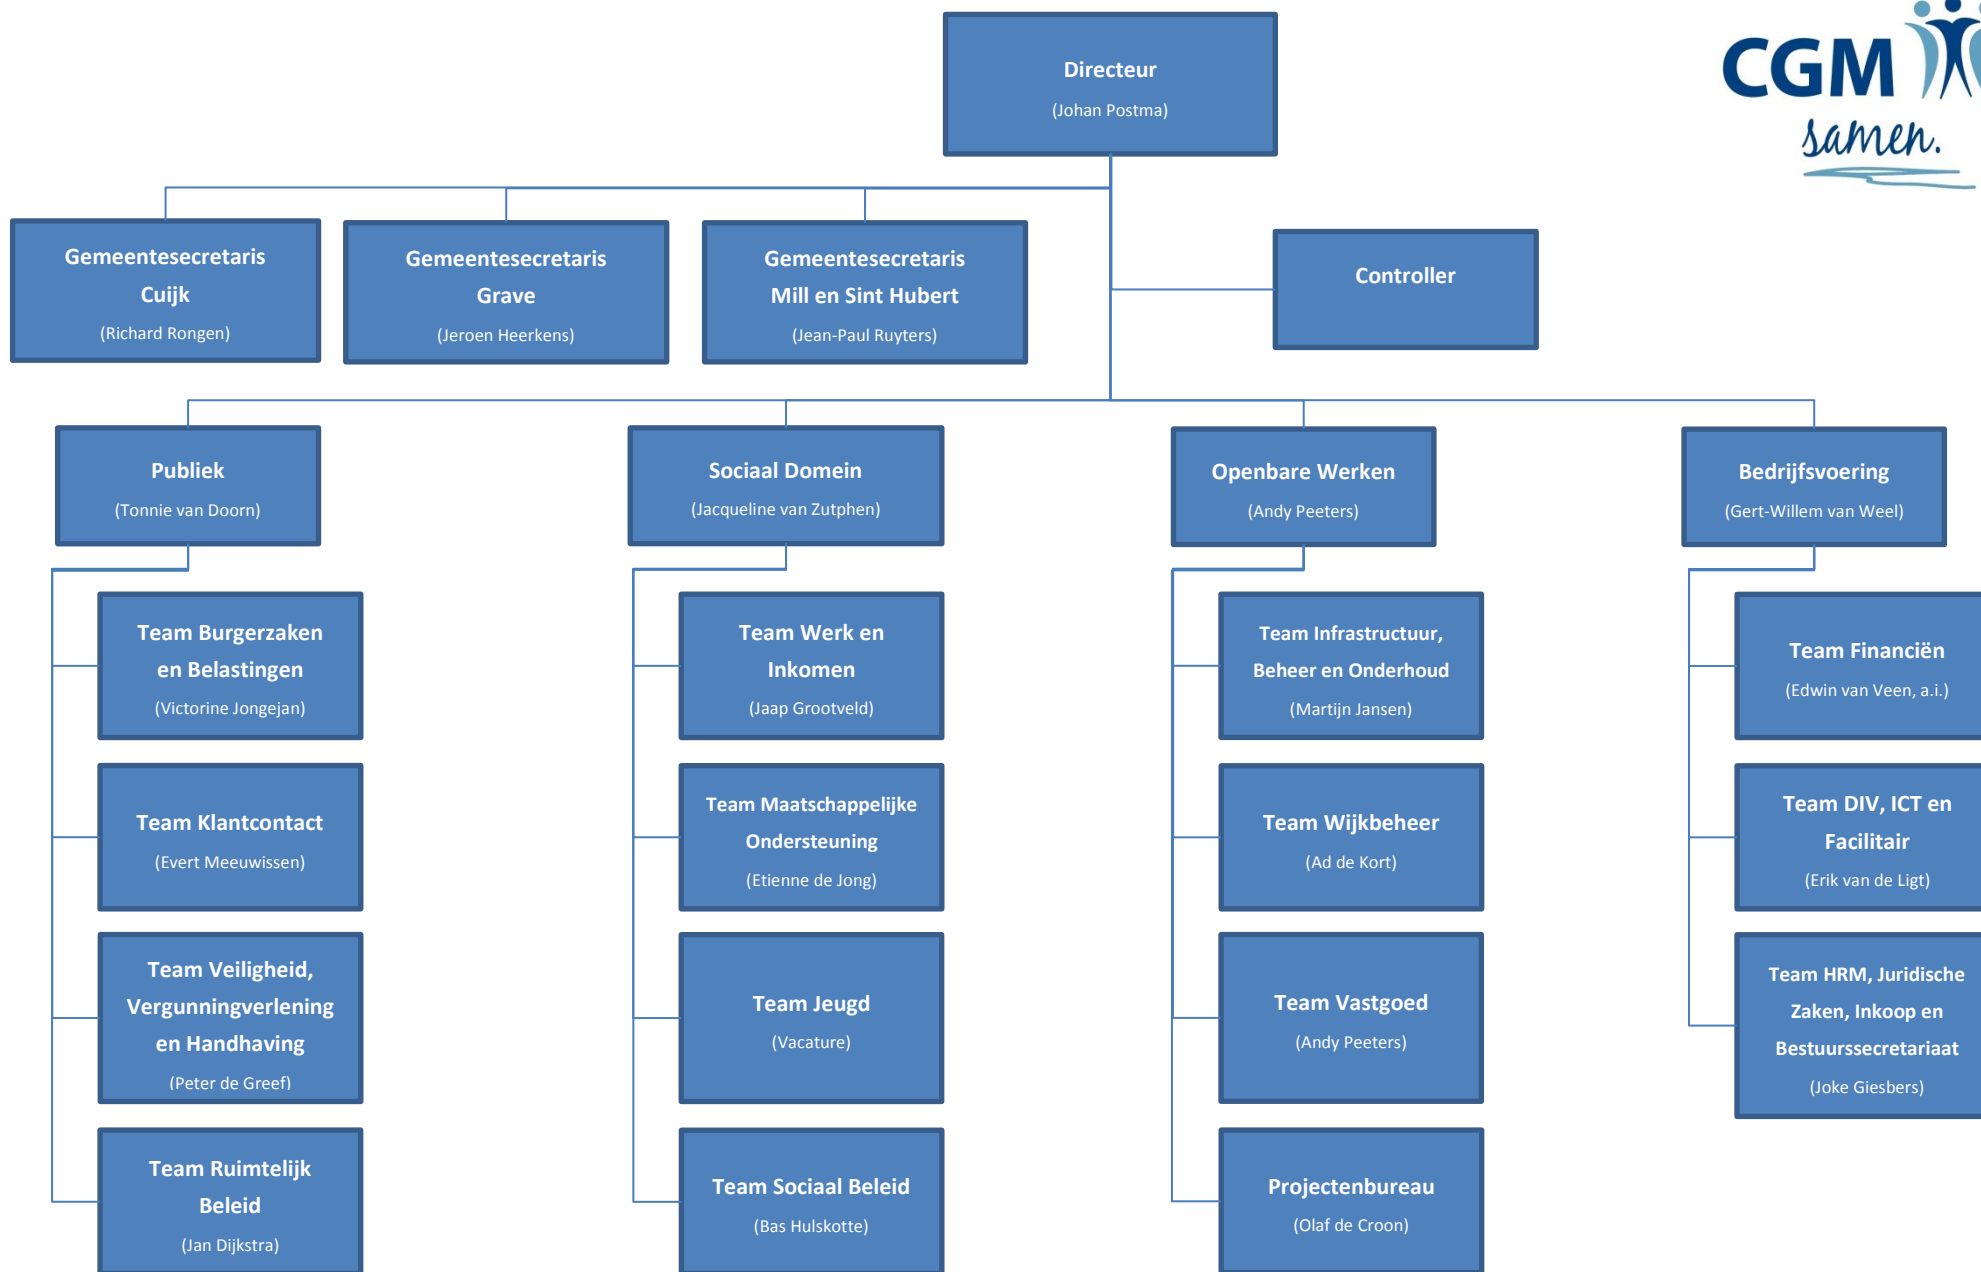 CGM
samen.
Directeur
(Johan Postma)
Gemeentesecretaris
Cuijk
(Richard Rongen)
Gemeentesecretaris
Grave
(Jeroen Heerkens)
Gemeentesecretaris
Mill en Sint Hubert
(Jean-Paul Ruyters)
Controller
Publiek
(Tonnie van Doorn)
Sociaal Domein
(Jacqueline van Zutphen)
Openbare Werken
(Andy Peeters)
Bedrijfsvoering
(Gert-Willem van Weel)
Team Burgerzaken
en Belastingen
(Victorine Jongejan)
Team Werk en
Inkomen
(Jaap Grootveld)
Team Infrastructuur,
Beheer en Onderhoud
(Martijn Jansen)
Team Financiën
(Edwin van Veen, a.i.)
Team Klantcontact
(Evert Meeuwissen)
Team Maatschappelijke
Ondersteuning
(Etienne de Jong)
Team Wijkbeheer
(Ad de Kort)
Team DIV, ICT en
Facilitair
(Erik van de Ligt)
Team Veiligheid,
Vergunningverlening
en Handhaving
(Peter de Greef)
Team Jeugd
(Vacature)
Team Vastgoed
(Andy Peeters)
Team HRM, Juridische
Zaken, Inkoop en
Bestuurssecretariaat
(Joke Giesbers)
Team Ruimtelijk
Beleid
(Jan Dijkstra)
Team Sociaal Beleid
(Bas Hulskotte)
Projectenbureau
(Olaf de Croon)